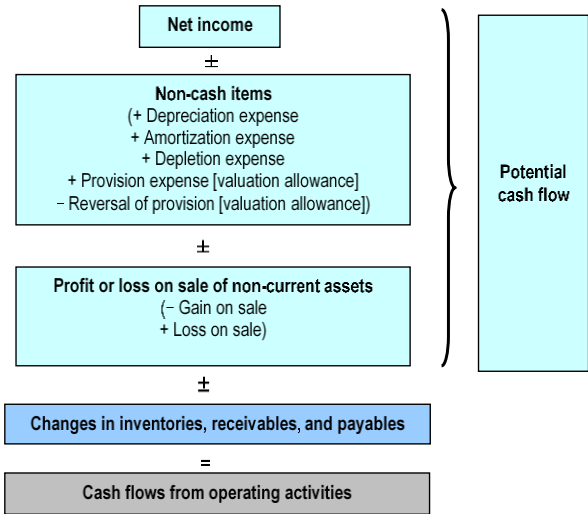 Net income
±
Non-cash items
(+ Depreciation expense
+ Amortization expense
+ Depletion expense
+ Provision expense [valuation allowance]
− Reversal of provision [valuation allowance])
±
Profit or loss on sale of non-current assets
(− Gain on sale
+ Loss on sale)
±
Potential
cash flow
Changes in inventories, receivables, and payables
=
Cash flows from operating activities